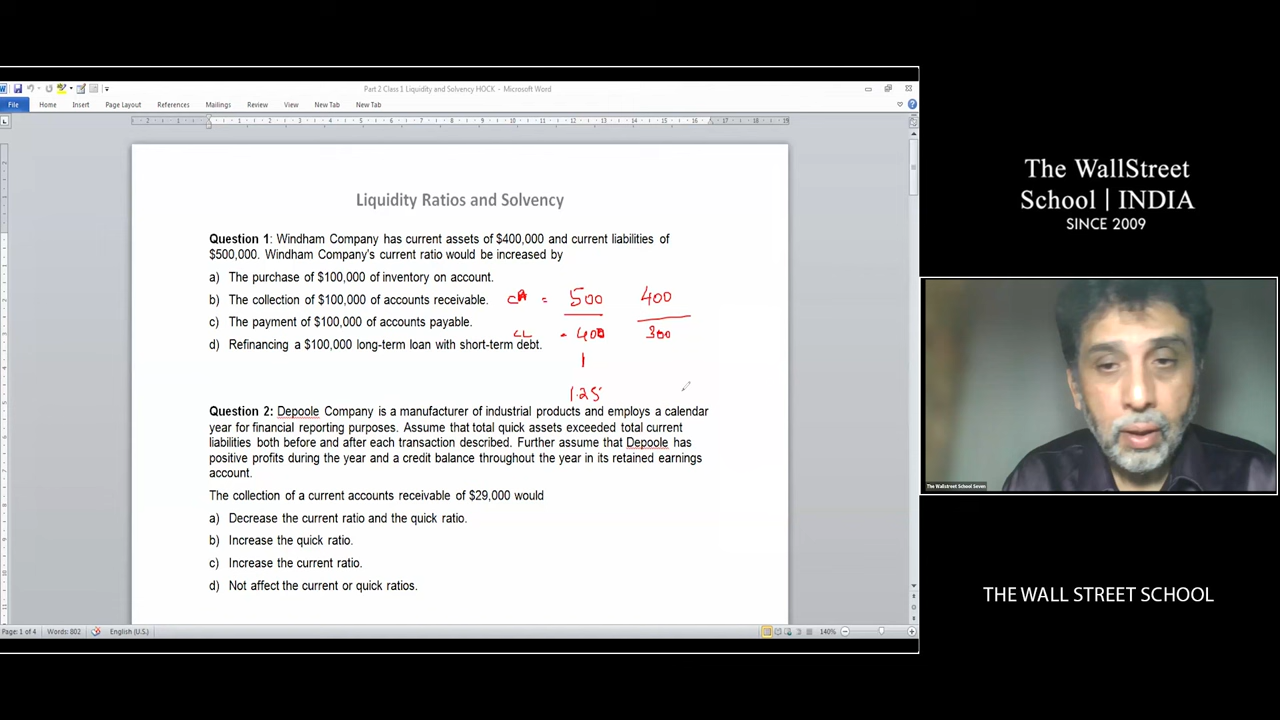 Part 2 Class 1 Liquidity and Solvency HOCK - Microsoft Word
File Home Insert Page Layout References Mailings Review View New Tab New Tab
Liquidity Ratios and Solvency
Question 1: Windham Company has current assets of $400,000 and current liabilities of
$500,000. Windham Company's current ratio would be increased by
a) The purchase of $100,000 of inventory on account.
b) The collection of $100,000 of accounts receivable.
c) The payment of $100,000 of accounts payable.
d) Refinancing a $100,000 long-term loan with short-term debt.
CA = 500 400
CL - 400 300
1
1.25
Question 2: Depoole Company is a manufacturer of industrial products and employs a calendar
year for financial reporting purposes. Assume that total quick assets exceeded total current
liabilities both before and after each transaction described. Further assume that Depoole has
positive profits during the year and a credit balance throughout the year in its retained earnings
account.
The collection of a current accounts receivable of $29,000 would
a) Decrease the current ratio and the quick ratio.
b) Increase the quick ratio.
c) Increase the current ratio.
d) Not affect the current or quick ratios.
Page: 1 of 4 Words: 802 English (U.S.) 140%
The WallStreet
School | INDIA
SINCE 2009
The Wallstreet School Seven
THE WALL STREET SCHOOL